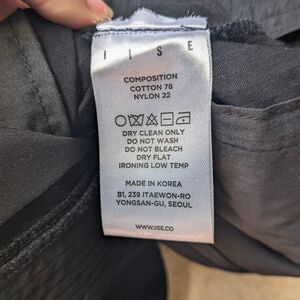 IISE
COMPOSITION
COTTON 78
NYLON 22
DRY CLEAN ONLY
DO NOT WASH
DO NOT BLEACH
DRY FLAT
IRONING LOW TEMP
MADE IN KOREA
B1, 239 ITAEWON-RO
YONGSAN-GU, SEOUL
WWW.IISE.CO